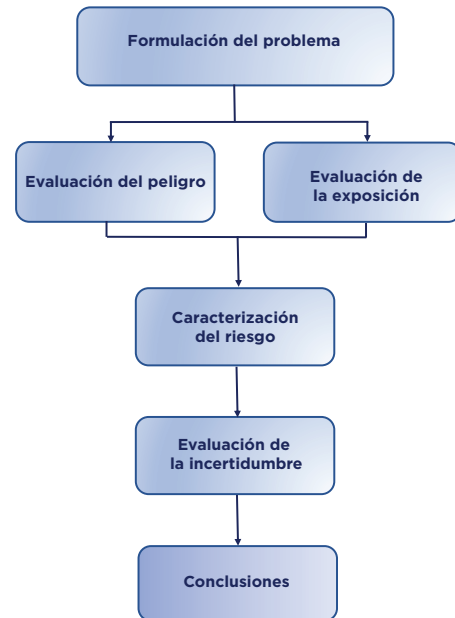 Formulación del problema
Evaluación del peligro
Evaluación de
la exposición
Caracterización
del riesgo
Evaluación de
la incertidumbre
Conclusiones